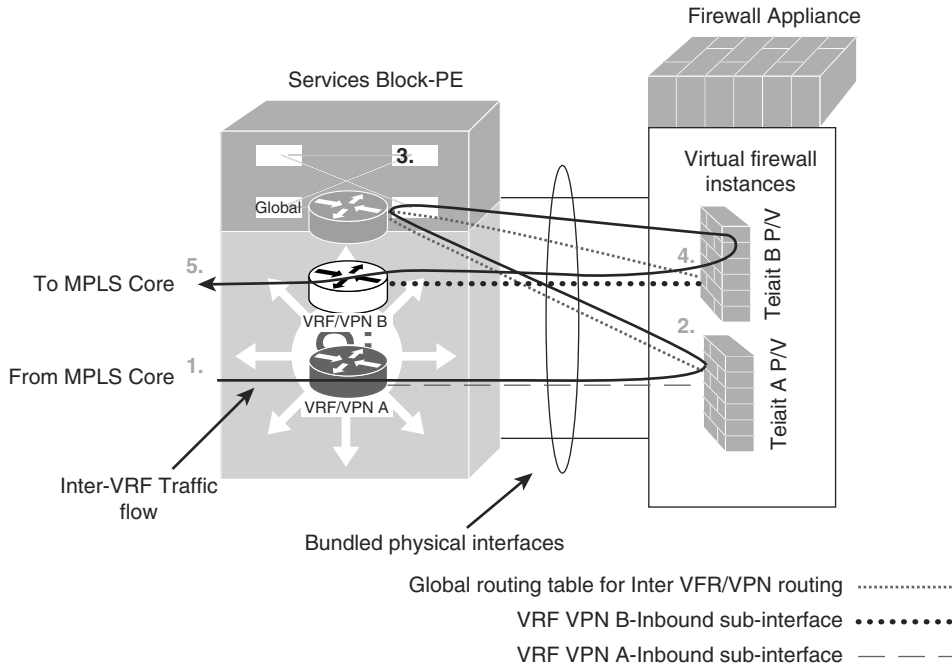 Firewall Appliance
Services Block-PE
3.
Virtual firewall
instances
Global
Teiait B P/V
4.
5.
To MPLS Core
VRF/VPN B
2.
Teiait A P/V
1.
From MPLS Core
VRF/VPN A
Inter-VRF Traffic
flow
Bundled physical interfaces
Global routing table for Inter VFR/VPN routing
VRF VPN B-Inbound sub-interface
VRF VPN A-Inbound sub-interface